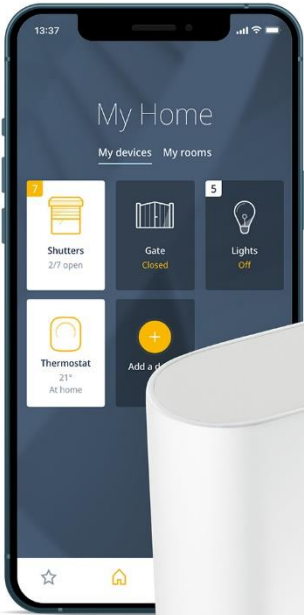 13:37
My Home
My devices My rooms
7
Shutters
2/7 open
Gate
Closed
5
Lights
Off
Thermostat
21°
At home
Add a